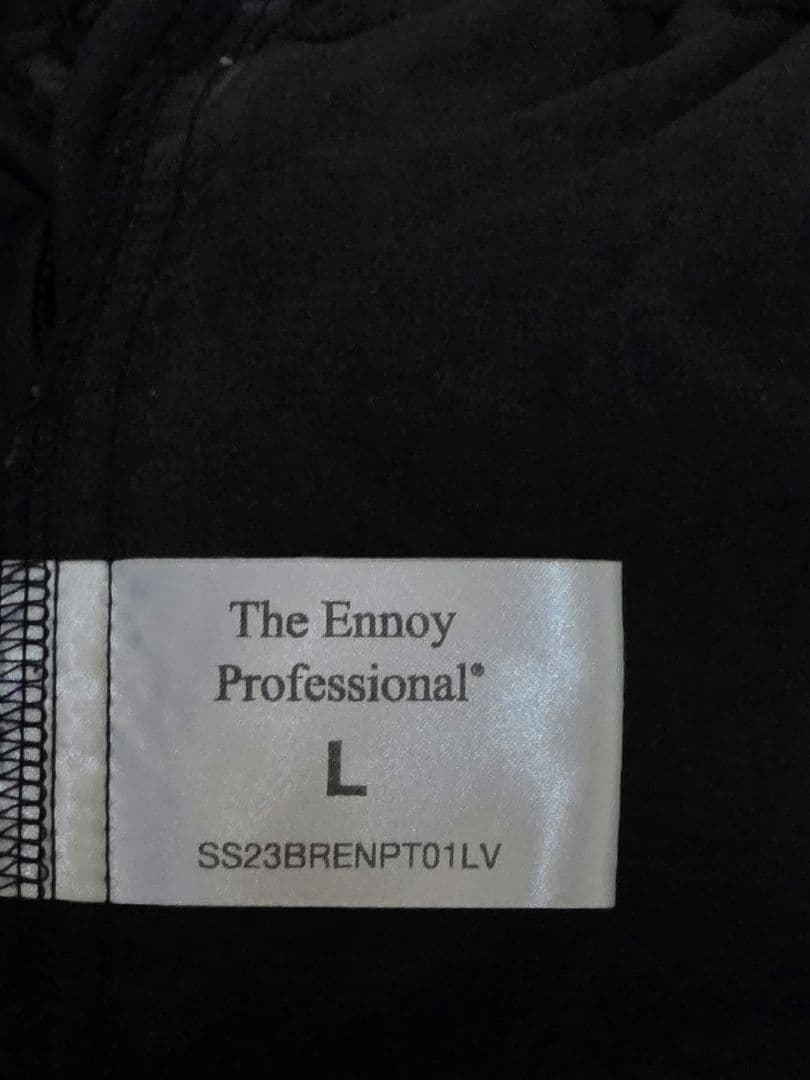 The Ennoy
Professional®
L
SS23BRENPT01LV